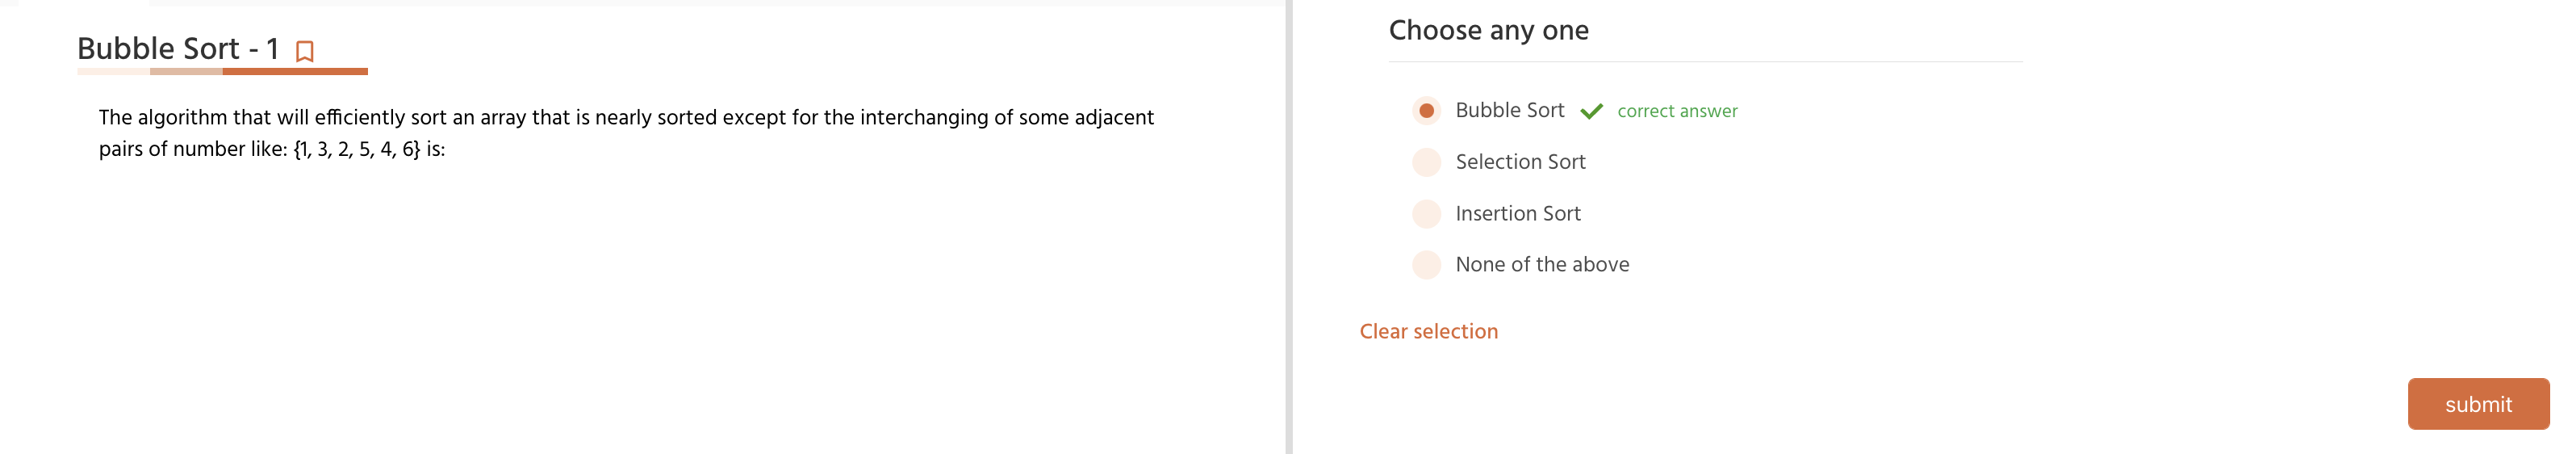 Bubble Sort - 1
The algorithm that will efficiently sort an array that is nearly sorted except for the interchanging of some adjacent
pairs of number like: {1, 3, 2, 5, 4, 6} is:
Choose any one
Bubble Sort correct answer
Selection Sort
Insertion Sort
None of the above
Clear selection
submit